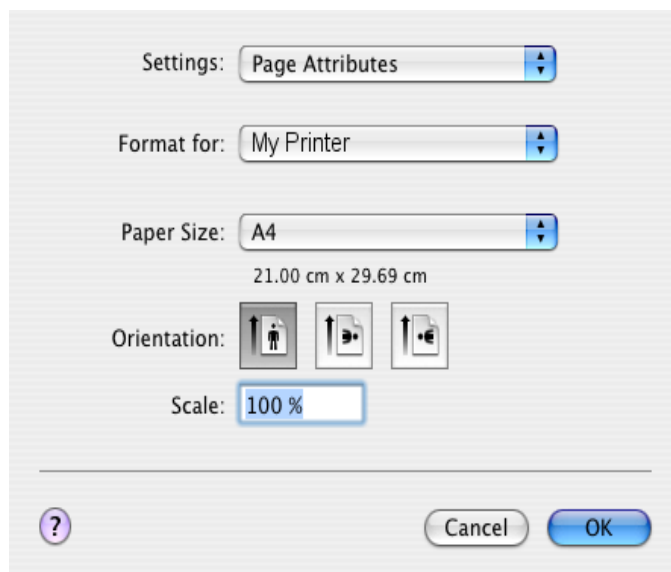 Settings: Page Attributes
Format for: My Printer
Paper Size: A4
21.00 cm x 29.69 cm
Orientation:
Scale: 100 %
? Cancel OK